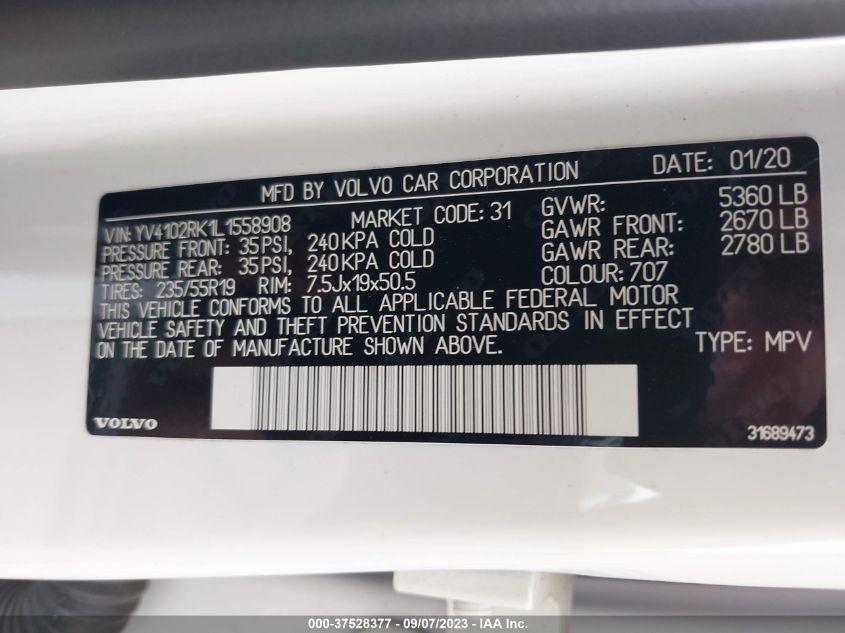 MFD BY VOLVO CAR CORPORATION DATE: 01/20
VIN: YV4102RK1L1558908 MARKET CODE: 31 GVWR: 5360 LB
PRESSURE FRONT: 35 PSI, 240 KPA COLD GAWR FRONT: 2670 LB
PRESSURE REAR: 35 PSI, 240 KPA COLD GAWR REAR: 2780 LB
TIRES: 235/55R19 RIM: 7.5Jx19x50.5 COLOUR: 707
THIS VEHICLE CONFORMS TO ALL APPLICABLE FEDERAL MOTOR
VEHICLE SAFETY AND THEFT PREVENTION STANDARDS IN EFFECT
ON THE DATE OF MANUFACTURE SHOWN ABOVE. TYPE: MPV
VOLVO 31689473
000-37528377 - 09/07/2023 - IAA Inc.